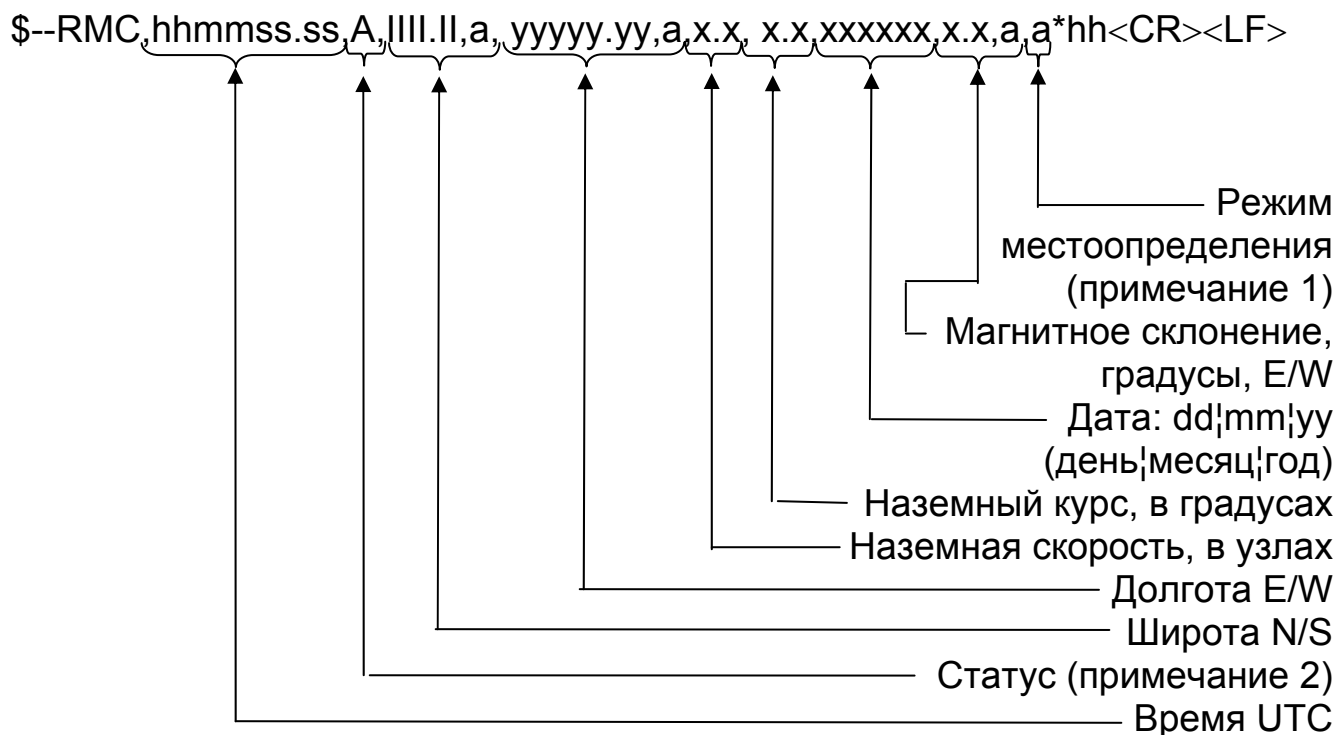 $--RMC,hhmmss.ss,A,llll.ll,a, yyyyy.yy,a,x.x, x.x,xxxxxx,x.x,a,a*hh<CR><LF>
Режим
местоопределения
(примечание 1)
Магнитное склонение,
градусы, E/W
Дата: dd¦mm¦yy
(день¦месяц¦год)
Наземный курс, в градусах
Наземная скорость, в узлах
Долгота E/W
Широта N/S
Статус (примечание 2)
Время UTC